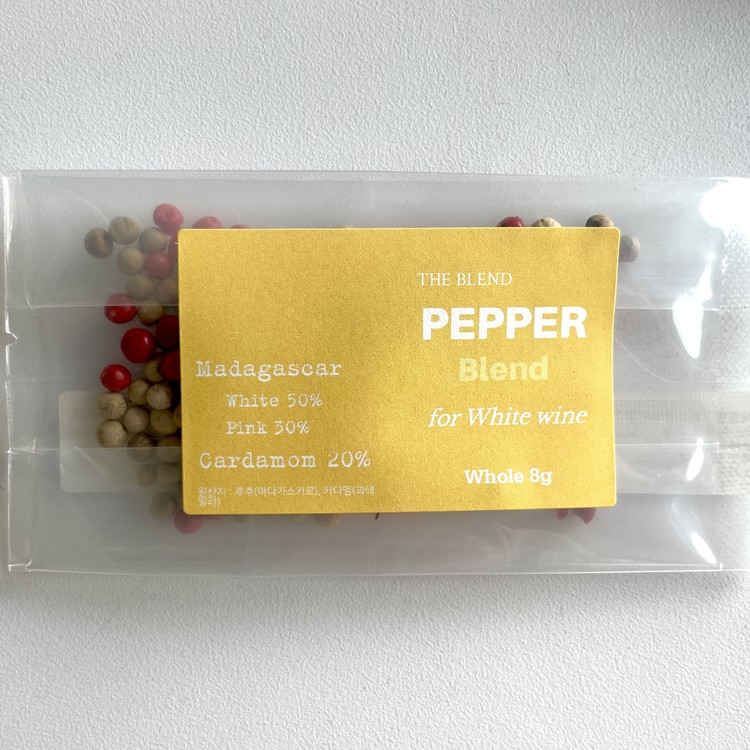 THE BLEND
PEPPER
Blend
for White wine
Whole 8g
Madagascar
White 50%
Pink 30%
Cardamom 20%
원산지 : 후추(마다가스카르), 카다멈(과테
말라)